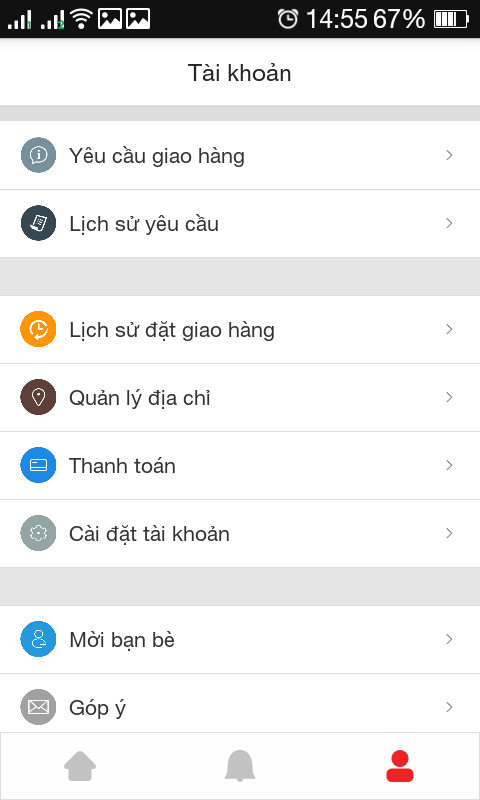 14:55 67%
Tài khoản
Yêu cầu giao hàng
Lịch sử yêu cầu
Lịch sử đặt giao hàng
Quản lý địa chỉ
Thanh toán
Cài đặt tài khoản
Mời bạn bè
Góp ý